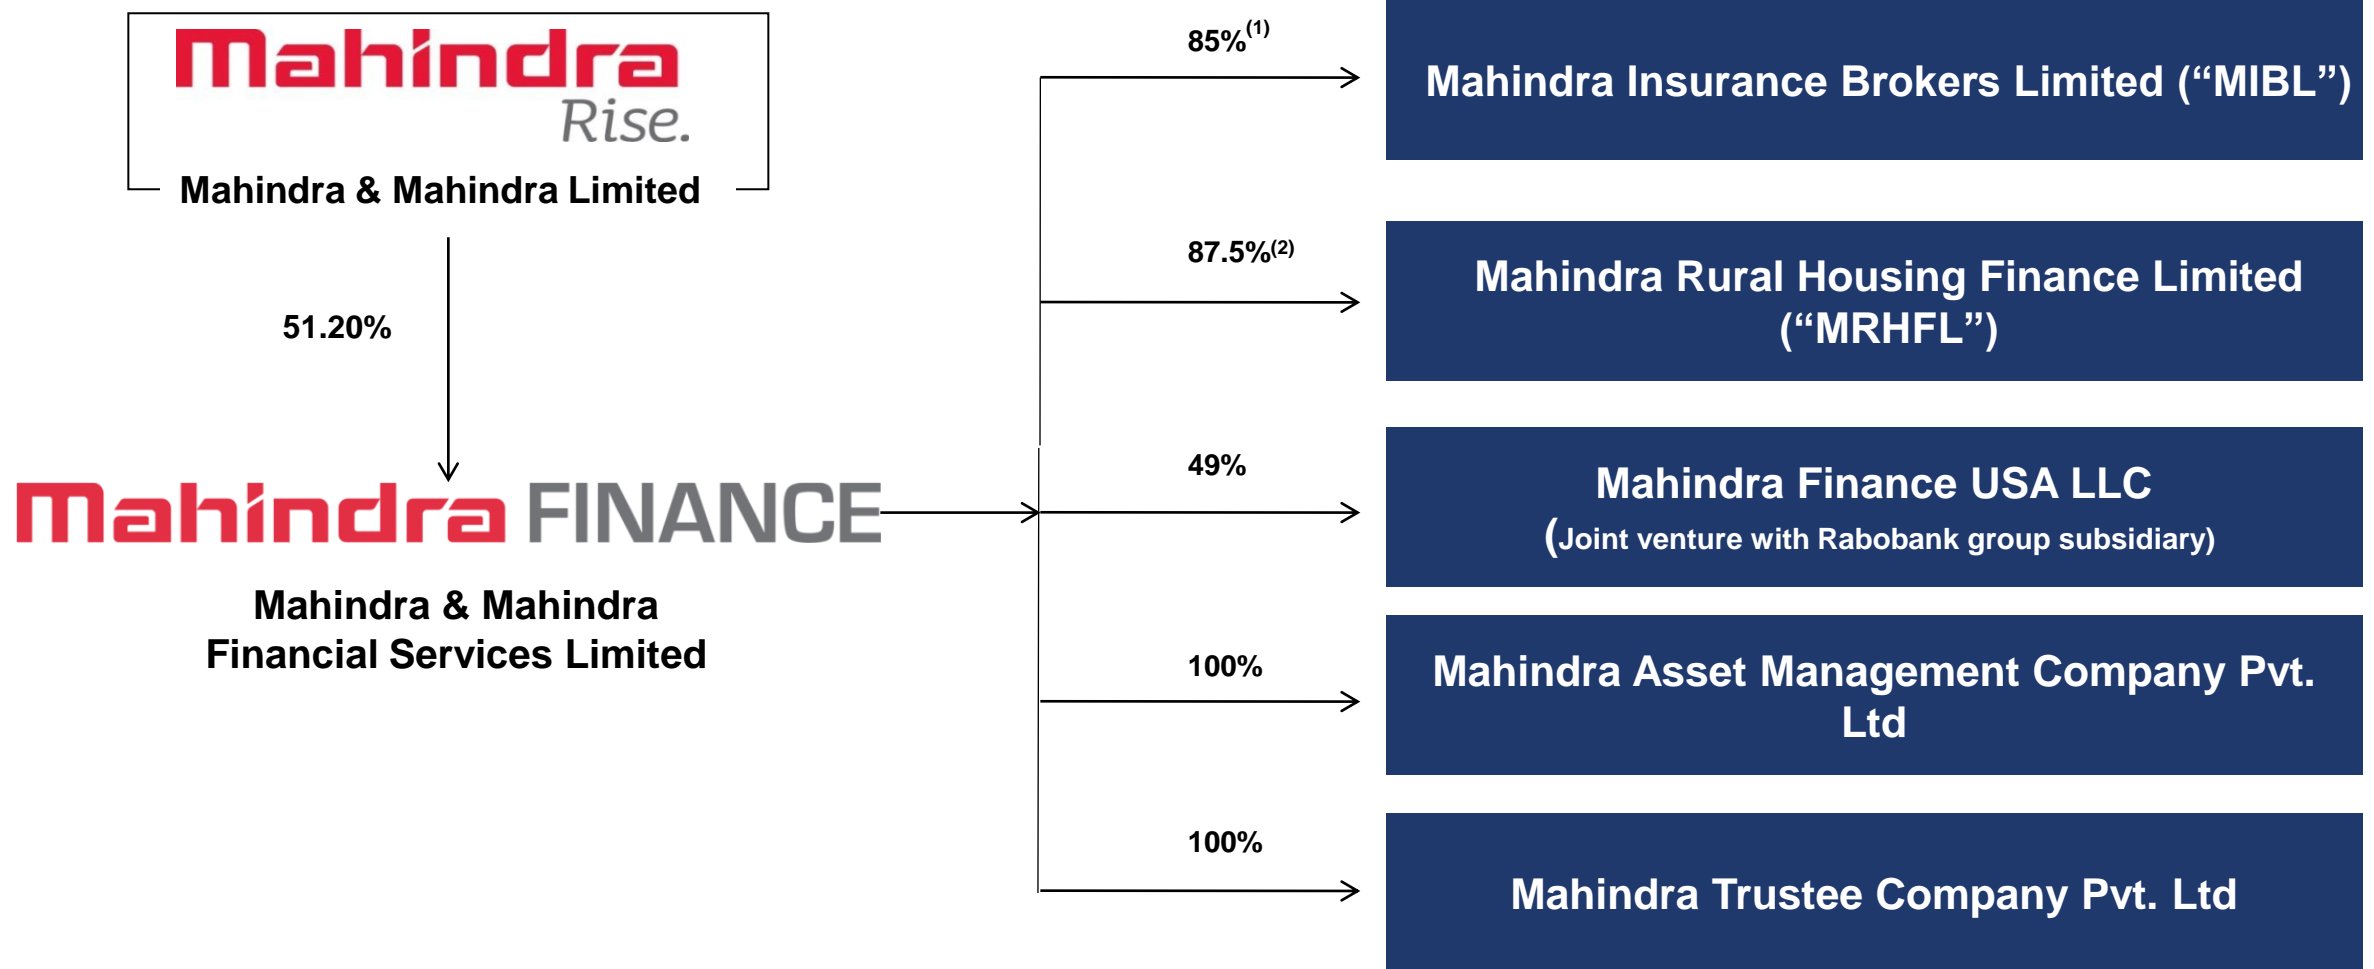 Mahindra
Rise.
Mahindra & Mahindra Limited
51.20%
Mahindra FINANCE
Mahindra & Mahindra
Financial Services Limited
85%(1)
Mahindra Insurance Brokers Limited (“MIBL”)
87.5%(2)
Mahindra Rural Housing Finance Limited
(“MRHFL”)
49%
Mahindra Finance USA LLC
(Joint venture with Rabobank group subsidiary)
100%
Mahindra Asset Management Company Pvt.
Ltd
100%
Mahindra Trustee Company Pvt. Ltd